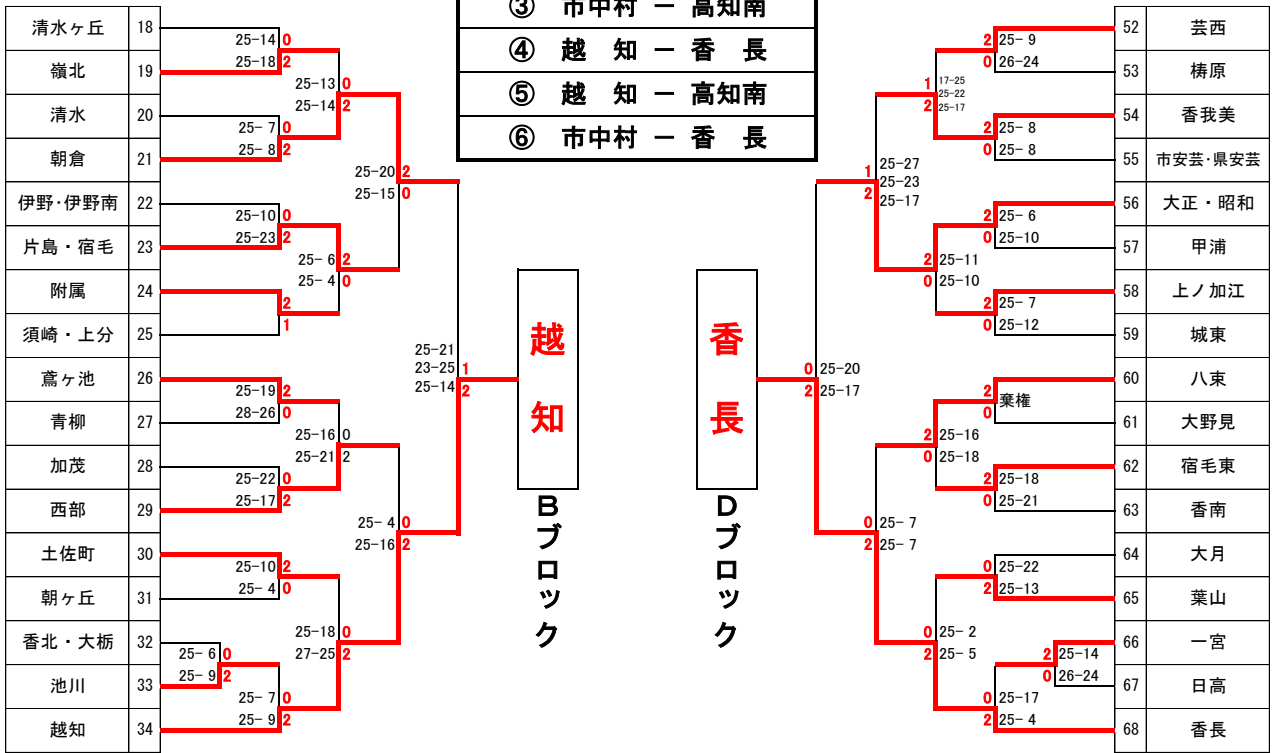 ③ 市中村 － 高知南
④ 越　知 － 香　長
⑤ 越　知 － 高知南
⑥ 市中村 － 香　長
清水ヶ丘 18
嶺北 19
清水 20
朝倉 21
伊野･伊野南 22
片島・宿毛 23
附属 24
須崎・上分 25
鳶ヶ池 26
青柳 27
加茂 28
西部 29
土佐町 30
朝ヶ丘 31
香北・大栃 32
池川 33
越知 34
25-14 0
25-18 2
25- 7 0
25- 8 2
25-10 0
25-23 2
2
1
25-19 2
28-26 0
25-22 0
25-17 2
25-10 2
25- 4 0
25- 6 0
25- 9 2
25- 7 0
25- 9 2
25-13 0
25-14 2
25- 6 2
25- 4 0
25-16 0
25-21 2
25-18 0
27-25 2
25-20 2
25-15 0
25- 4 0
25-16 2
25-21
23-25 1
25-14 2
越知
Bブロック
香長
Dブロック
0 25-20
2 25-17
1 25-27
25-23
2 25-17
0 25- 7
2 25- 7
1 17-25
25-22
2 25-17
2 25-11
0 25-10
2 25-16
0 25-18
0 25- 2
2 25- 5
2 25- 9
0 26-24
2 25- 8
0 25- 8
2 25- 6
0 25-10
2 25- 7
0 25-12
2 棄権
0
2 25-18
0 25-21
0 25-22
2 25-13
2 25-14
0 26-24
0 25-17
2 25- 4
52 芸西
53 梼原
54 香我美
55 市安芸･県安芸
56 大正・昭和
57 甲浦
58 上ノ加江
59 城東
60 八束
61 大野見
62 宿毛東
63 香南
64 大月
65 葉山
66 一宮
67 日高
68 香長